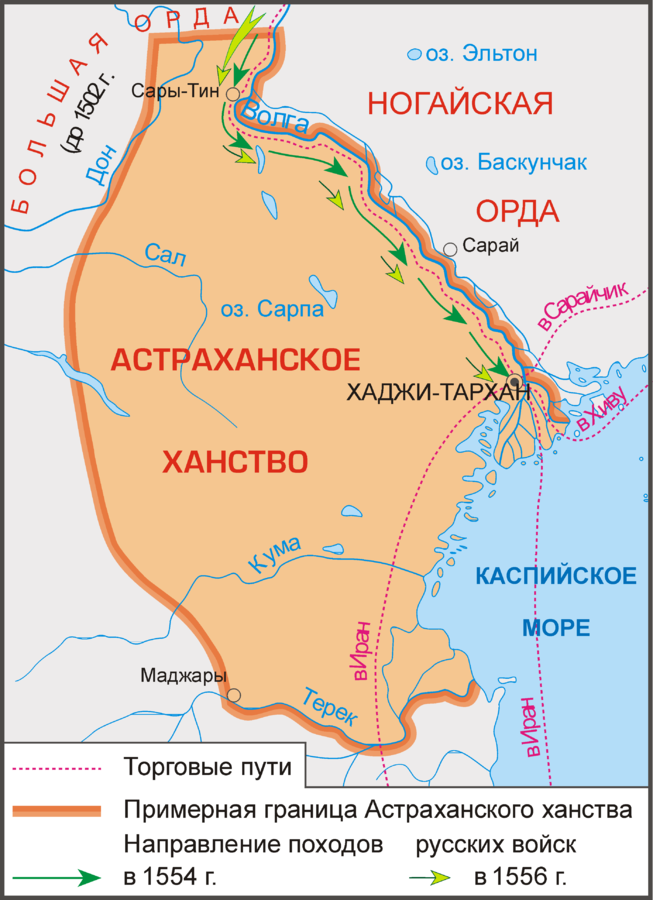 БОЛЬШАЯ ОРДА
(до 1502 г.
оз. Эльтон
Сары-Тин
НОГАЙСКАЯ
Волга
Дон
оз. Баскунчак
ОРДА
Сарай
Сал
в Сарайчик
оз. Сарпа
АСТРАХАНСКОЕ
ХАДЖИ-ТАРХАН
в Хиву
ХАНСТВО
Кума
КАСПИЙСКОЕ
МОРЕ
в Иран
Маджары
Терек
в Иран
Торговые пути
Примерная граница Астраханского ханства
Направление походов русских войск
в 1554 г. в 1556 г.